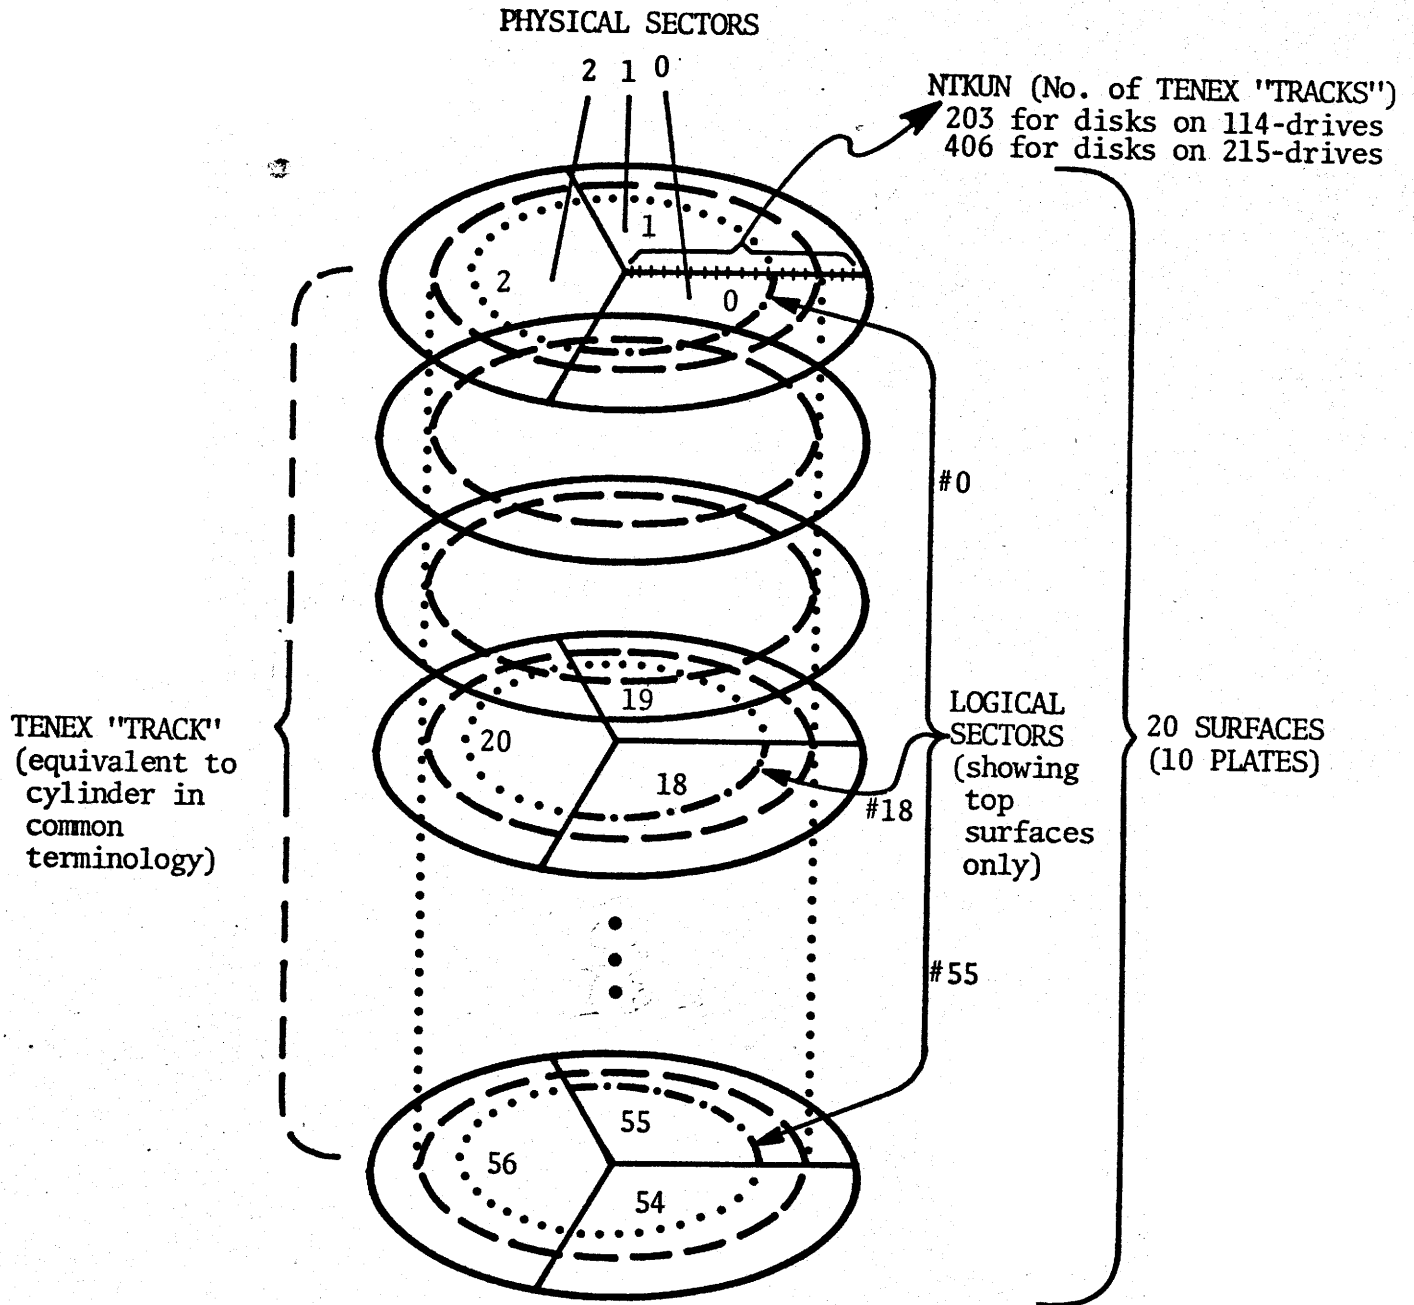 PHYSICAL SECTORS
2 1 0
NTKUN (No. of TENEX "TRACKS")
203 for disks on 114-drives
406 for disks on 215-drives
1
2
0
#0
19
20
18
#18
LOGICAL
SECTORS
(showing
top
surfaces
only)
20 SURFACES
(10 PLATES)
TENEX "TRACK"
(equivalent to
cylinder in
common
terminology)
#55
55
56
54